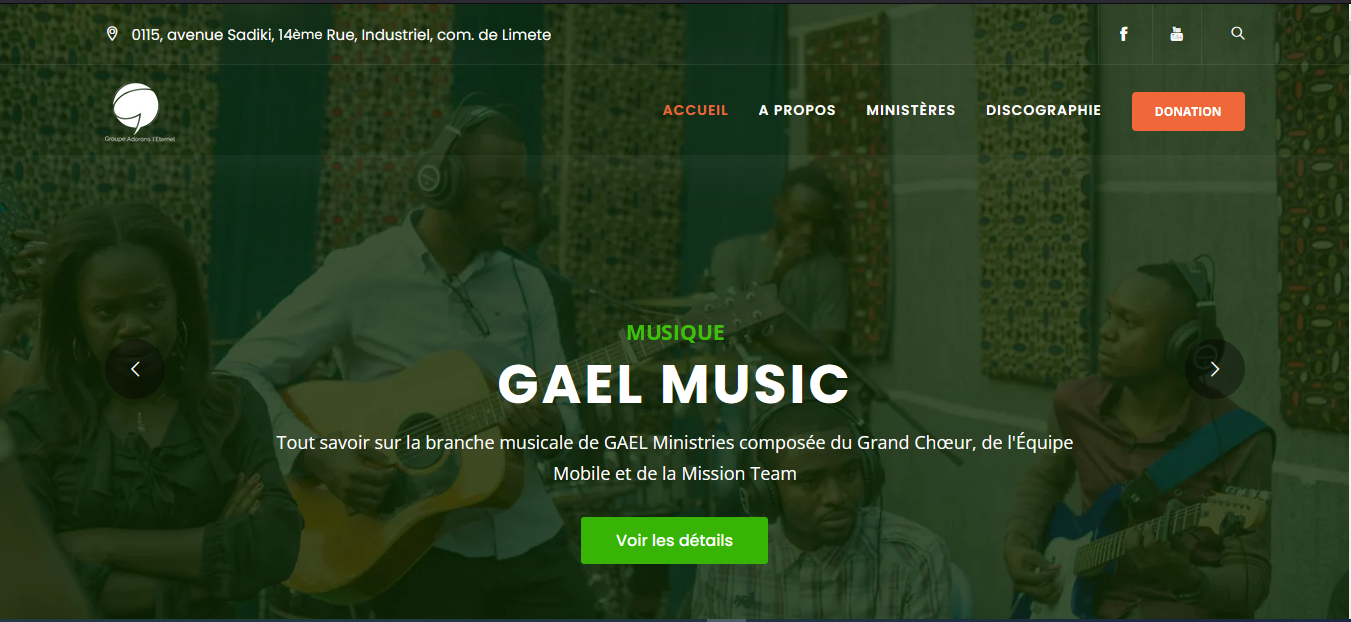 0115, avenue Sadiki, 14ème Rue, Industriel, com. de Limete
Groupe Adorons l'Eternel
ACCUEIL A PROPOS MINISTÈRES DISCOGRAPHIE DONATION
MUSIQUE
GAEL MUSIC
Tout savoir sur la branche musicale de GAEL Ministries composée du Grand Chœur, de l'Équipe
Mobile et de la Mission Team
Voir les détails